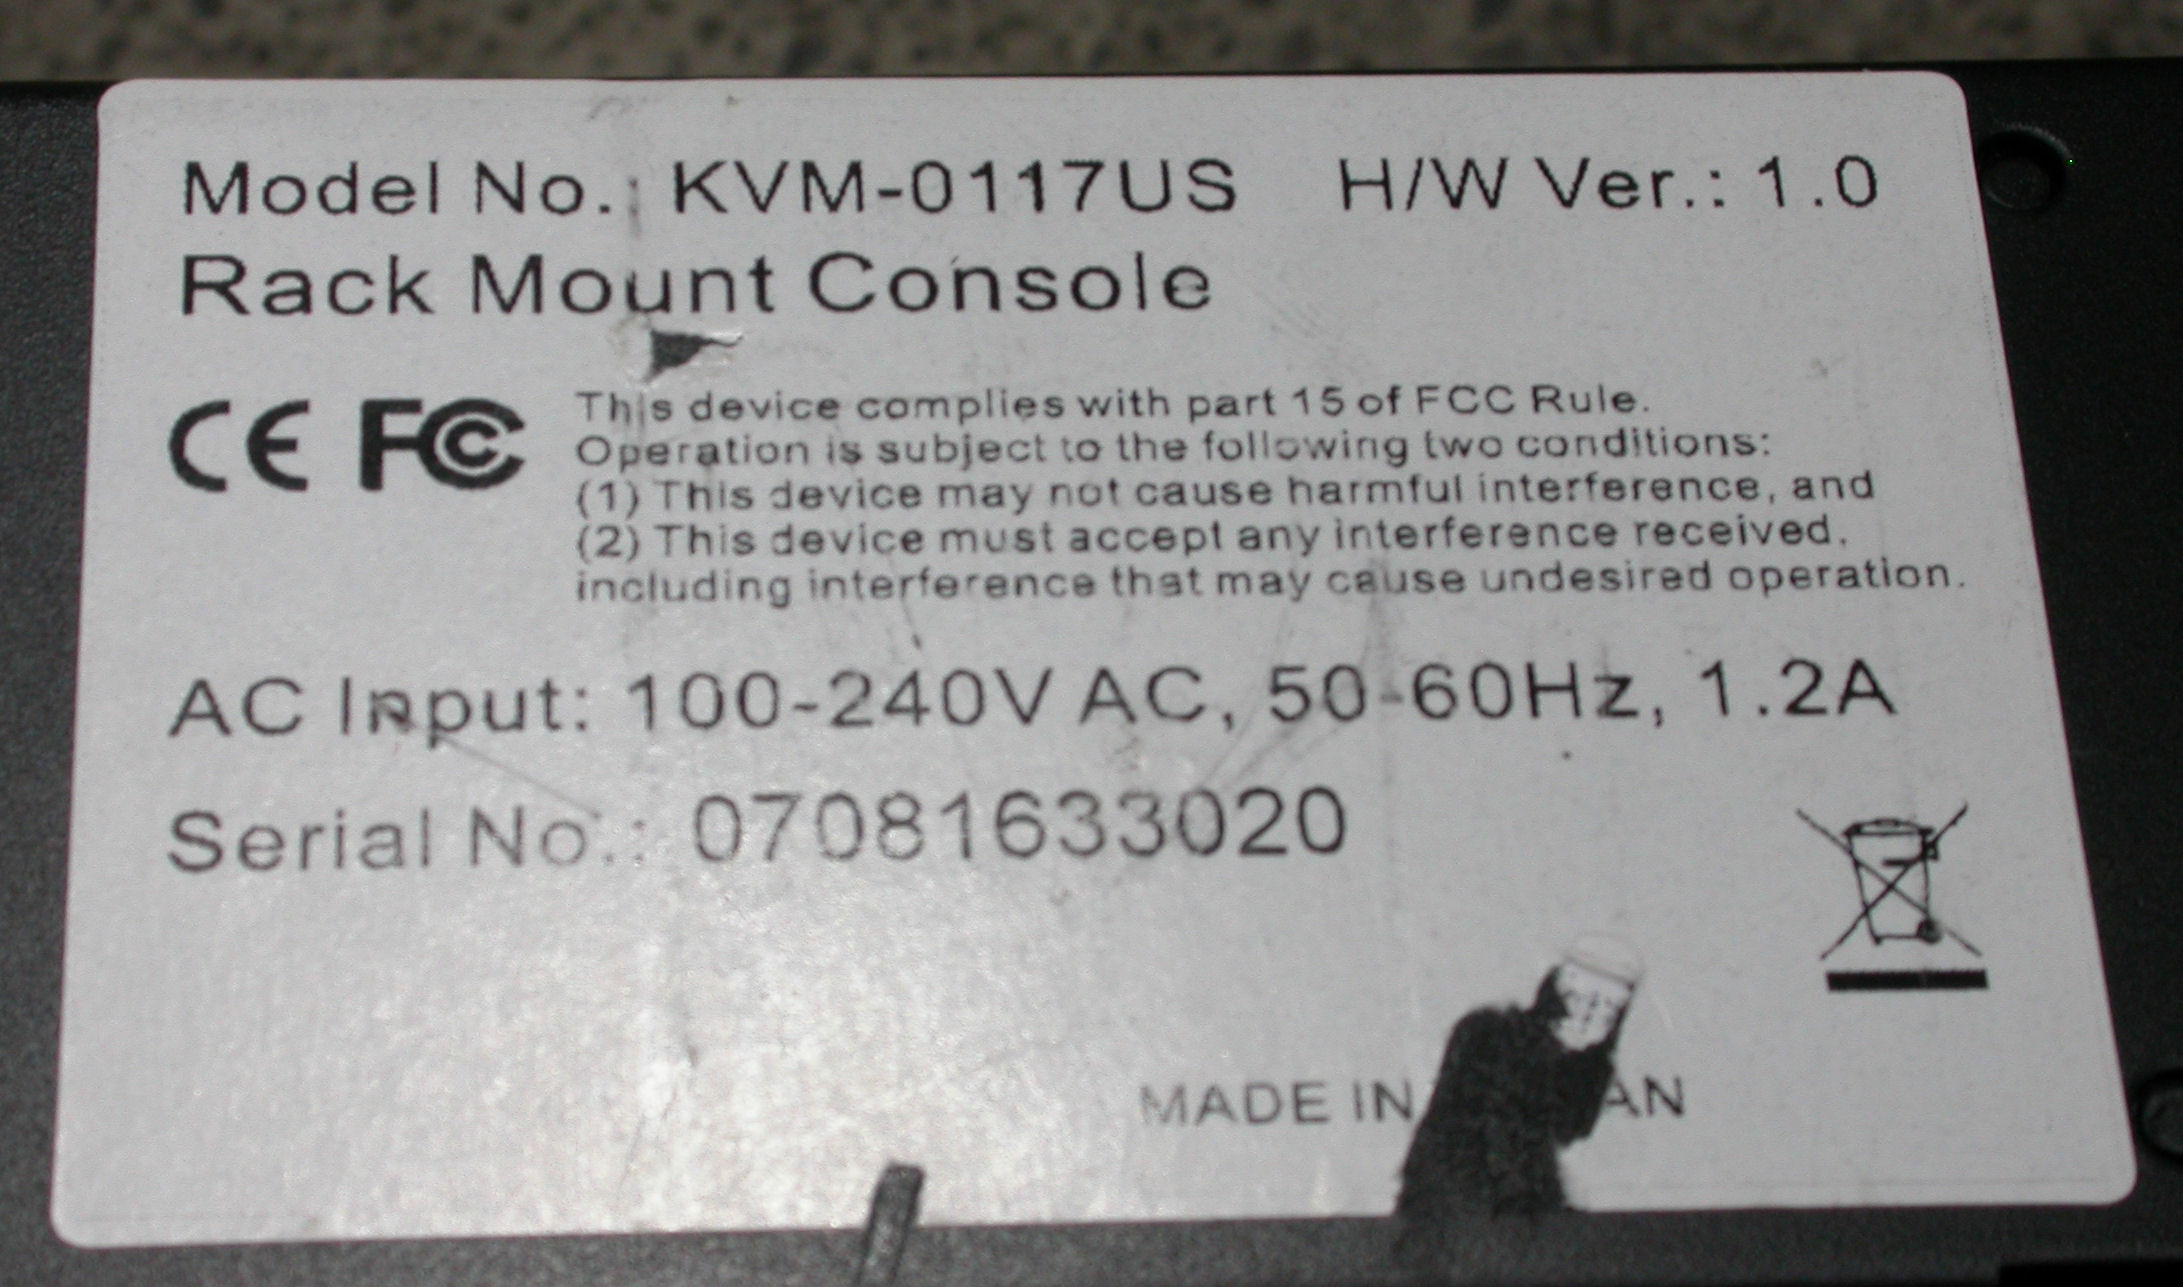 Model No.: KVM-0117US H/W Ver.: 1.0
Rack Mount Console
CE FC
This device complies with part 15 of FCC Rule.
Operation is subject to the following two conditions:
(1) This device may not cause harmful interference, and
(2) This device must accept any interference received,
including interference that may cause undesired operation.
AC Input: 100-240V AC, 50-60Hz, 1.2A
Serial No.: 07081633020
MADE IN